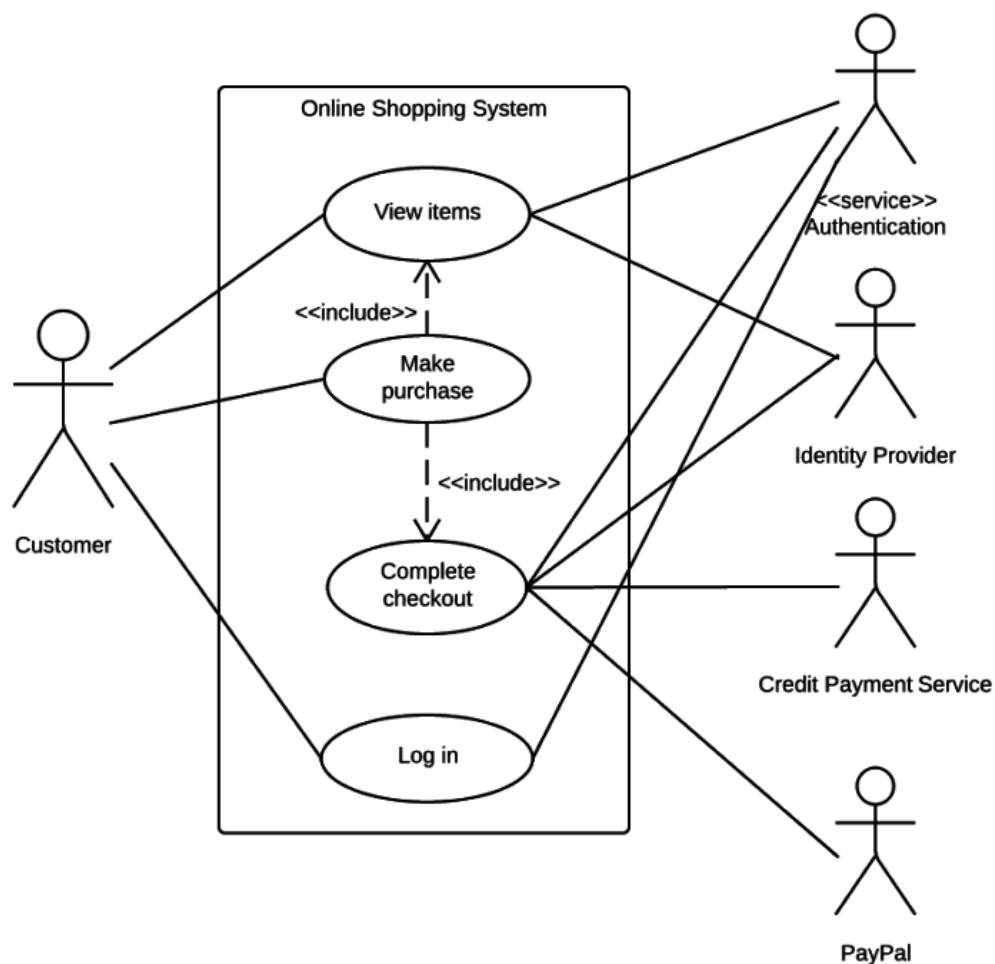 Online Shopping System
View items
<<service>>
Authentication
<<include>>
Make
purchase
Identity Provider
<<include>>
Customer
Complete
checkout
Credit Payment Service
Log in
PayPal